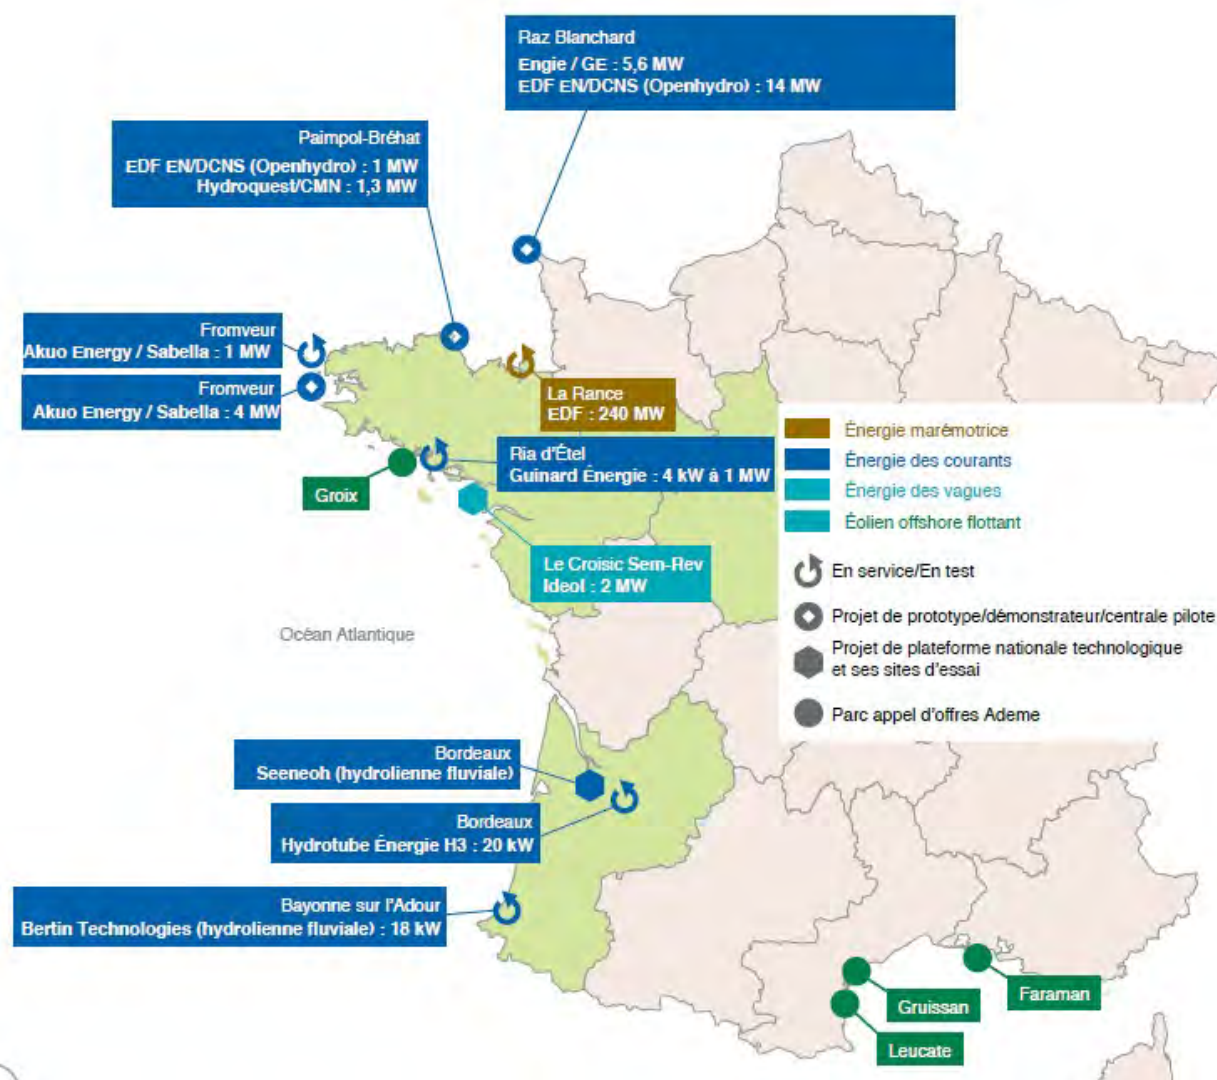 Raz Blanchard
Engie / GE : 5,6 MW
EDF EN/DCNS (Openhydro) : 14 MW
Paimpol-Bréhat
EDF EN/DCNS (Openhydro) : 1 MW
Hydroquest/CMN : 1,3 MW
Fromveur
Akuo Energy / Sabella : 1 MW
Fromveur
Akuo Energy / Sabella : 4 MW
La Rance
EDF : 240 MW
Ria d'Étel
Guinard Énergie : 4 kW à 1 MW
Groix
Le Croisic Sem-Rev
Ideol : 2 MW
Énergie marémotrice
Énergie des courants
Énergie des vagues
Éolien offshore flottant
En service/En test
Projet de prototype/démonstrateur/centrale pilote
Projet de plateforme nationale technologique
et ses sites d'essai
Parc appel d'offres Ademe
Océan Atlantique
Bordeaux
Seeneoh (hydrolienne fluviale)
Bordeaux
Hydrotube Énergie H3 : 20 kW
Bayonne sur l'Adour
Bertin Technologies (hydrolienne fluviale) : 18 kW
Faraman
Gruissan
Leucate